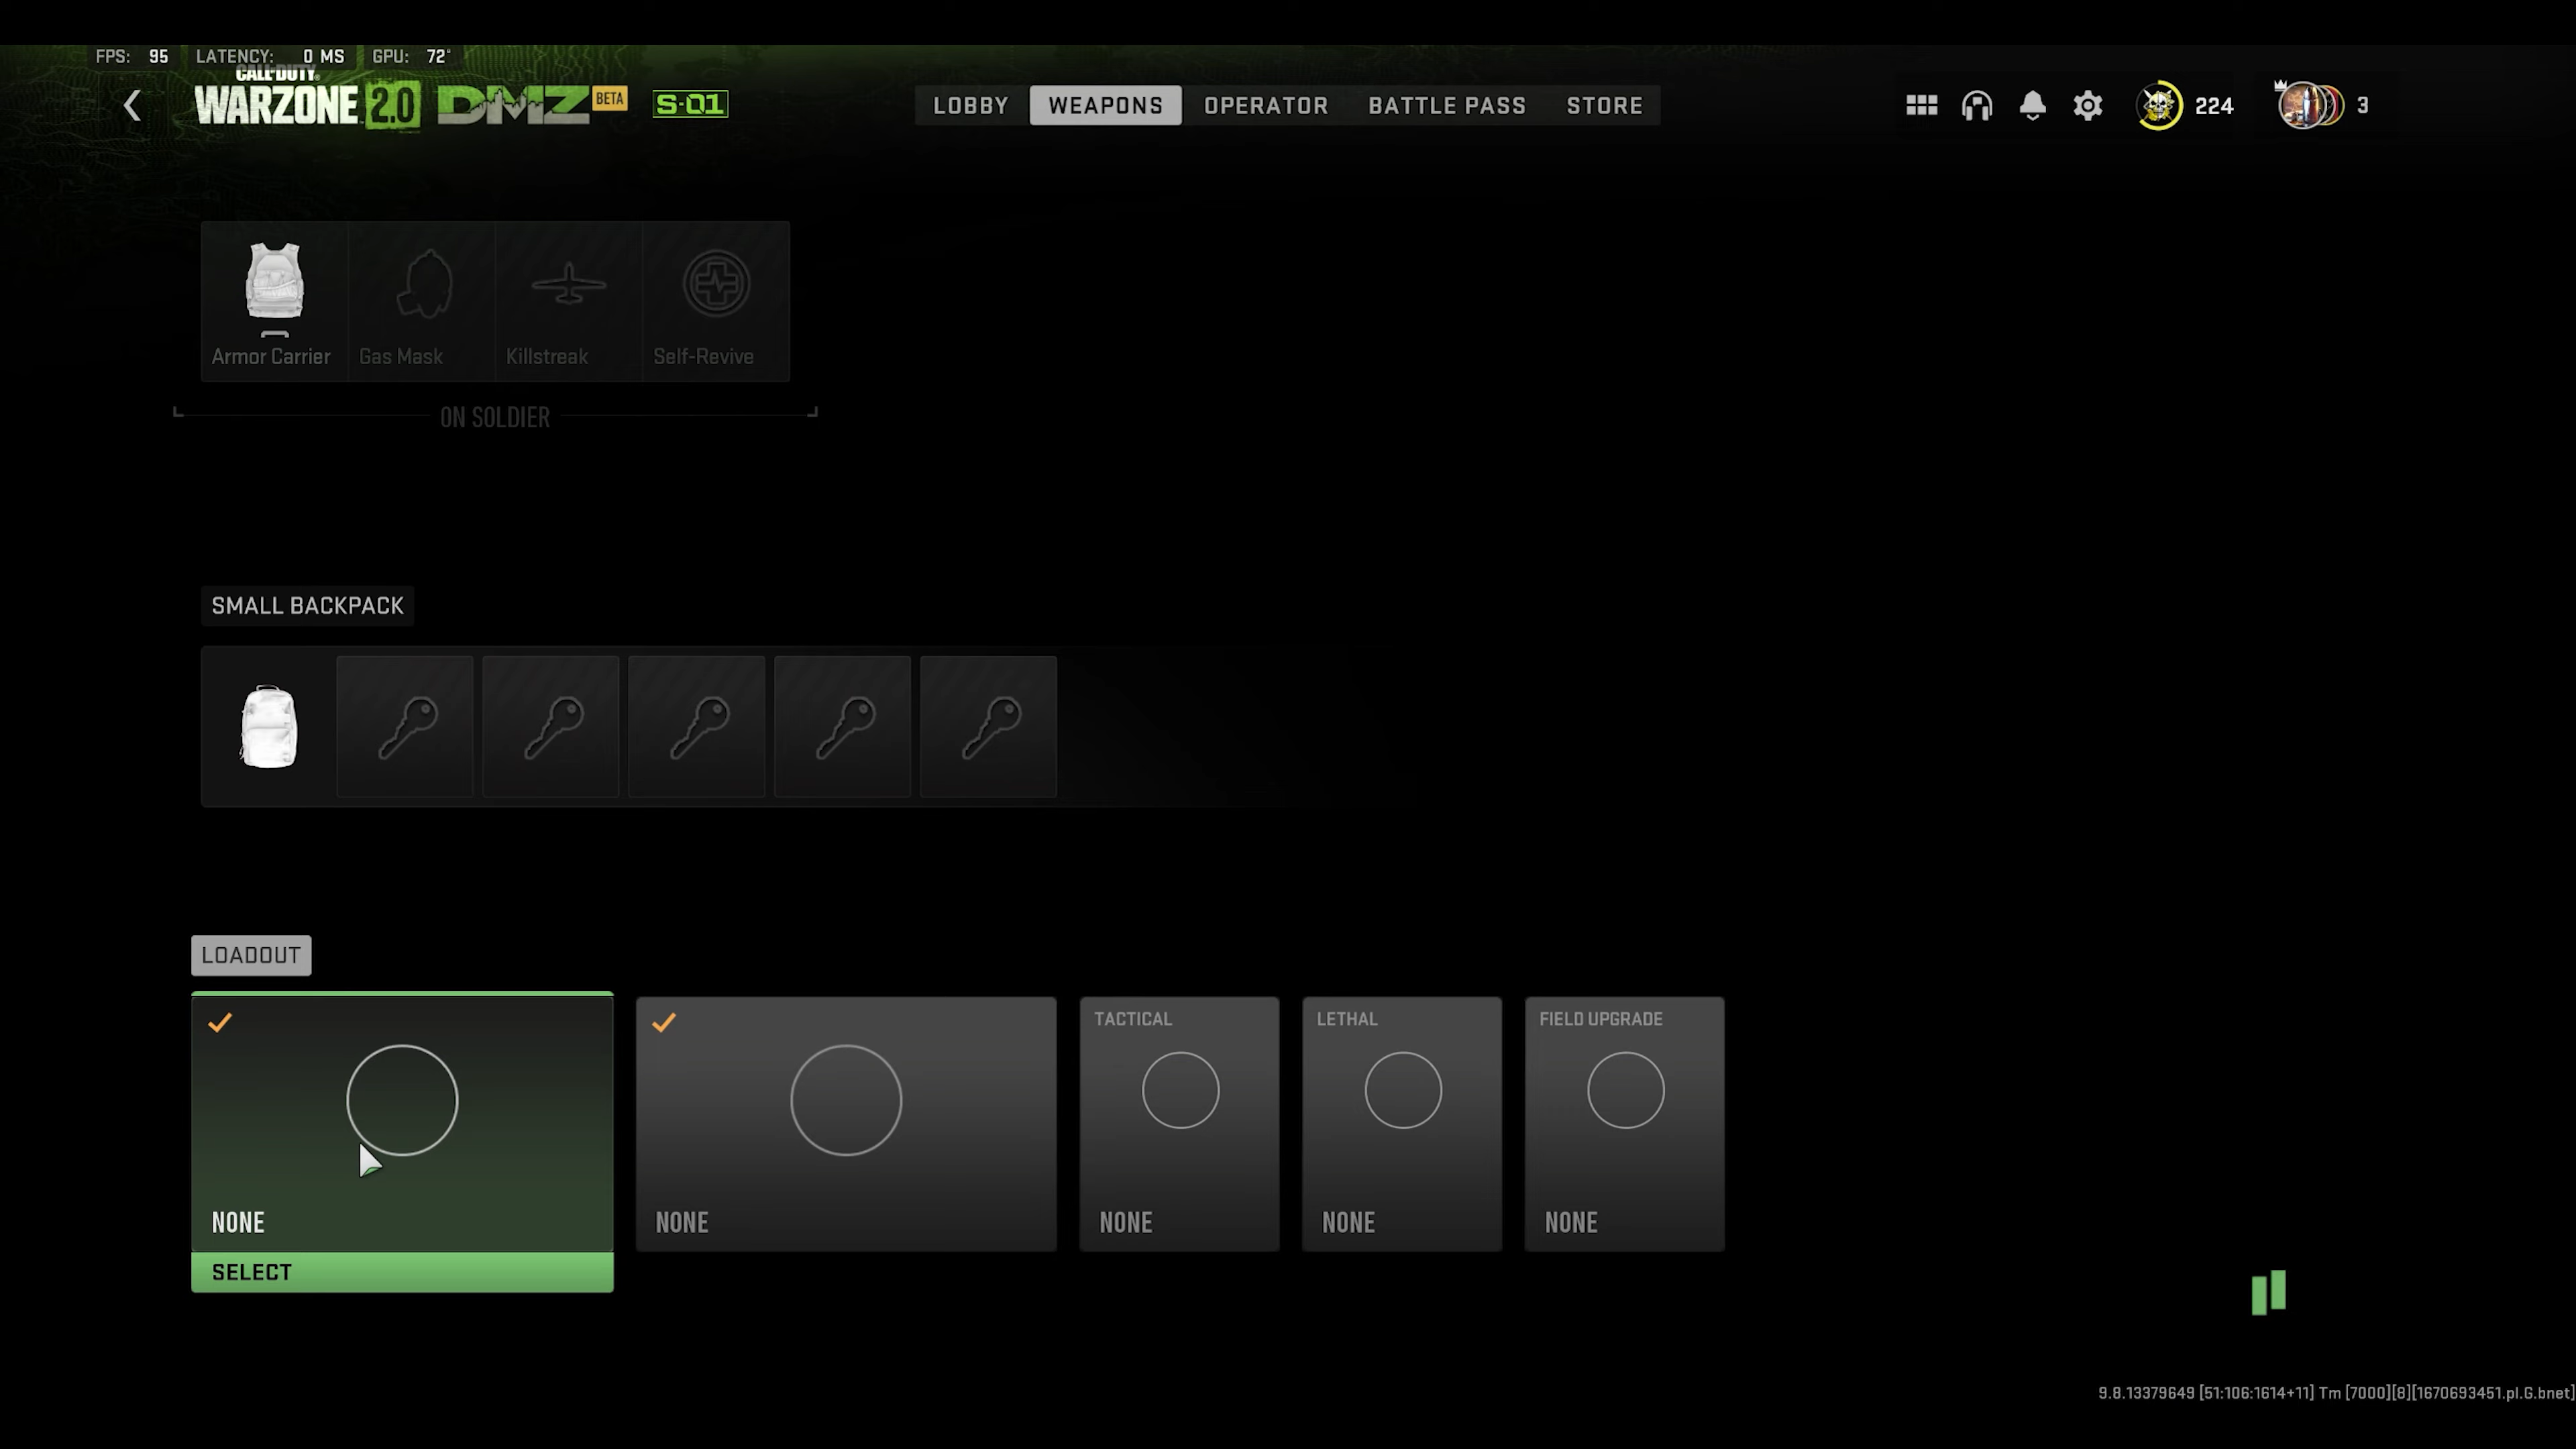 FPS: 95 LATENCY: 0 MS GPU: 72°
CALL·DUTY®
WARZONE 2.0 DMZ BETA S-01
LOBBY WEAPONS OPERATOR BATTLE PASS STORE
224
3
Armor Carrier Gas Mask Killstreak Self-Revive
ON SOLDIER
SMALL BACKPACK
LOADOUT
TACTICAL LETHAL FIELD UPGRADE
NONE NONE NONE NONE NONE
SELECT
9.8.13379649 [51:106:1614+11] Tm [7000][8][1670693451.pl.G.bnet]